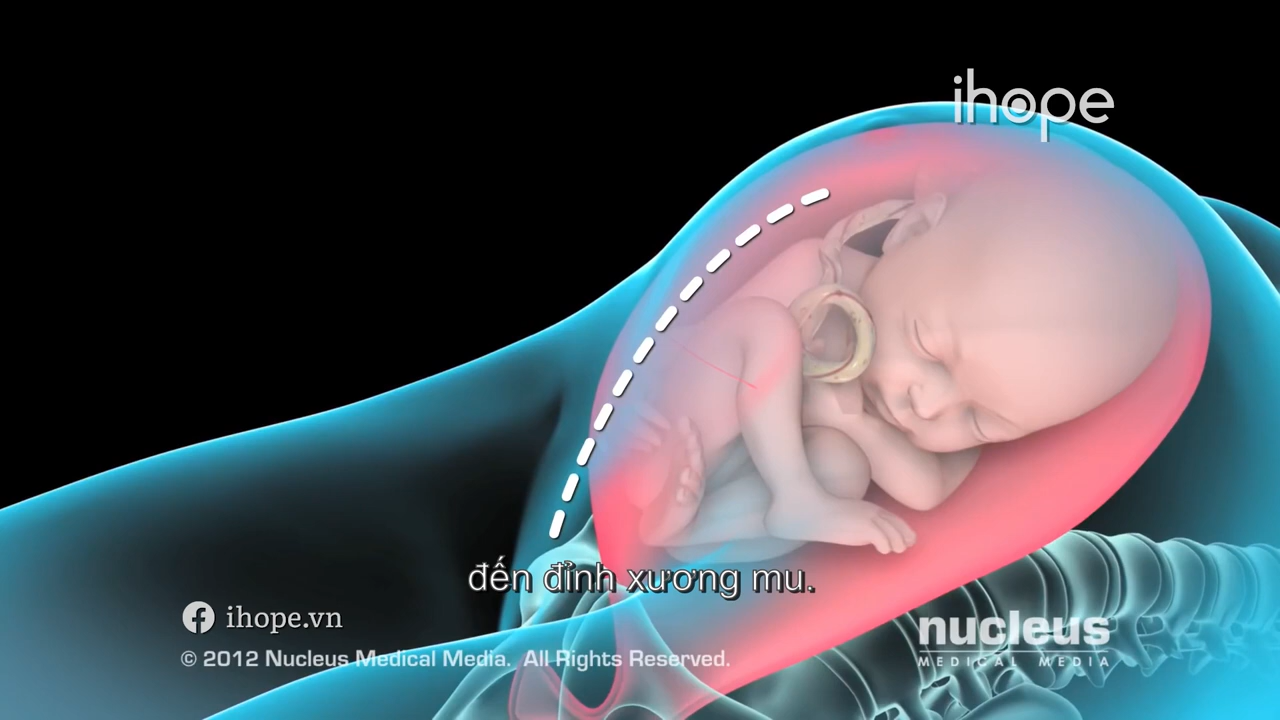 ihope
đến đỉnh xương mu.
ihope.vn
© 2012 Nucleus Medical Media. All Rights Reserved.
nucleus
MEDICAL MEDIA